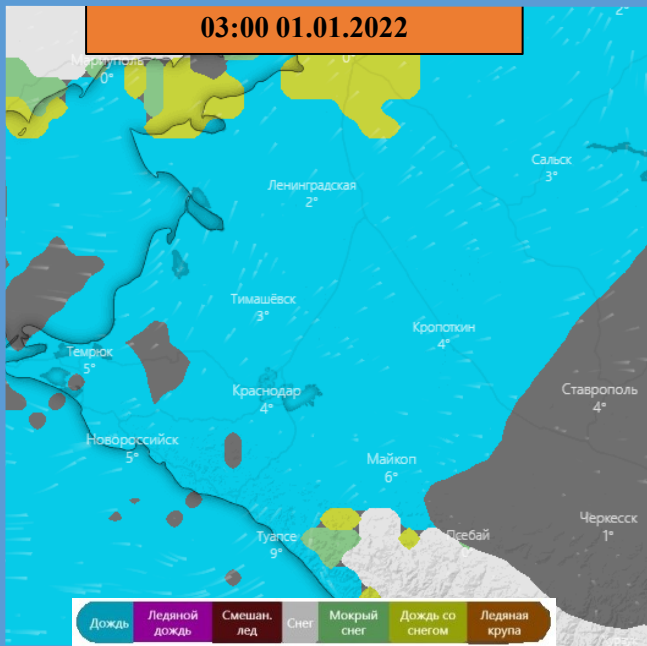 03:00 01.01.2022
2°
Мариуполь
0°
0°
Сальск
3°
Ленинградская
2°
Тимашёвск
3°
Кропоткин
4°
Темрюк
5°
Краснодар
4°
Ставрополь
4°
Новороссийск
5°
Майкоп
6°
Черкесск
1°
Туапсе
9°
Псебай
Дождь
Ледяной
дождь
Смешан.
лед
Снег
Мокрый
снег
Дождь со
снегом
Ледяная
крупа